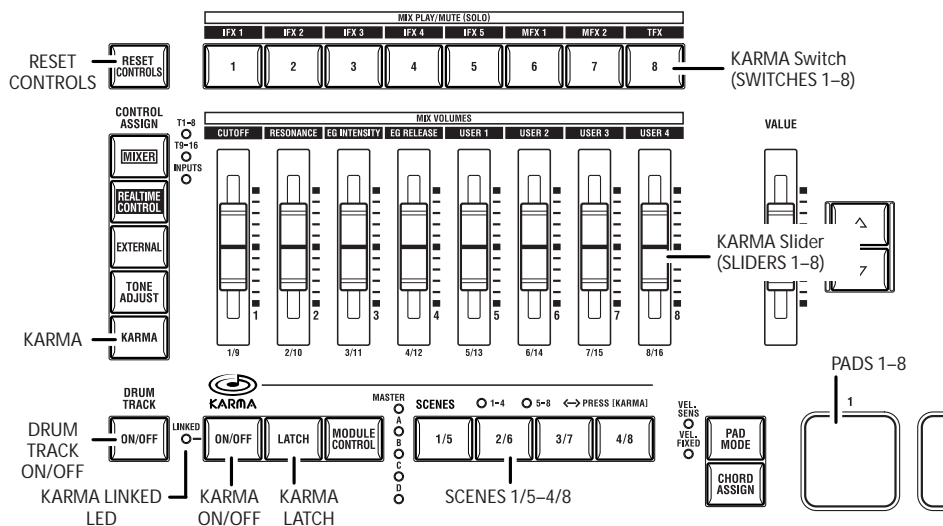 MIX PLAY/MUTE (SOLO)
IFX 1 IFX 2 IFX 3 IFX 4 IFX 5 MFX 1 MFX 2 TFX
RESET
CONTROLS
RESET
CONTROLS
1 2 3 4 5 6 7 8
KARMA Switch
(SWITCHES 1–8)
CONTROL
ASSIGN
T1-8
T9-16
INPUTS
MIX VOLUMES
CUTOFF RESONANCE EG INTENSITY EG RELEASE USER 1 USER 2 USER 3 USER 4
VALUE
MIXER
REALTIME
CONTROL
EXTERNAL
TONE
ADJUST
KARMA
KARMA
KARMA Slider
(SLIDERS 1–8)
1 2 3 4 5 6 7 8
1/9 2/10 3/11 4/12 5/13 6/14 7/15 8/16
PADS 1–8
DRUM
TRACK
KARMA
MASTER
A
B
C
D
SCENES 1-4 5-8 <-> PRESS [KARMA]
VEL.
SENS
VEL.
FIXED
1
DRUM
TRACK
ON/OFF
ON/OFF
LINKED
ON/OFF
LATCH
MODULE
CONTROL
1/5 2/6 3/7 4/8
PAD
MODE
CHORD
ASSIGN
KARMA LINKED
LED
KARMA
ON/OFF
KARMA
LATCH
SCENES 1/5–4/8